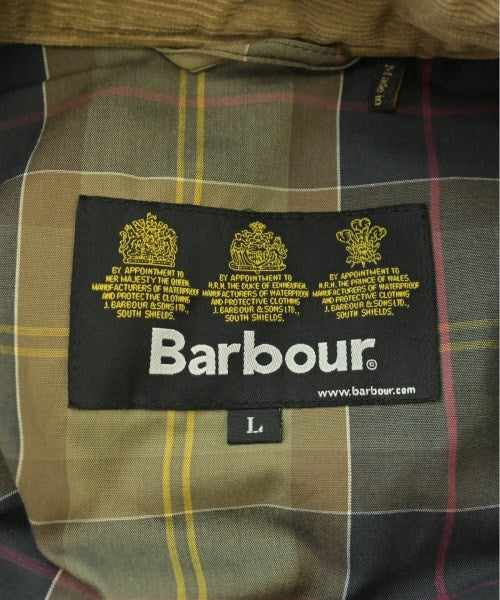 Made in
BY APPOINTMENT TO
HER MAJESTY THE QUEEN
MANUFACTURERS OF WATERPROOF
AND PROTECTIVE CLOTHING
J. BARBOUR & SONS LTD.,
SOUTH SHIELDS.
BY APPOINTMENT TO
H.R.H. THE DUKE OF EDINBURGH
MANUFACTURERS OF WATERPROOF
AND PROTECTIVE CLOTHING
J. BARBOUR & SONS LTD.,
SOUTH SHIELDS.
BY APPOINTMENT TO
H.R.H. THE PRINCE OF WALES
MANUFACTURERS OF WATERPROOF
AND PROTECTIVE CLOTHING
J. BARBOUR & SONS LTD.,
SOUTH SHIELDS.
Barbour®
www.barbour.com
L